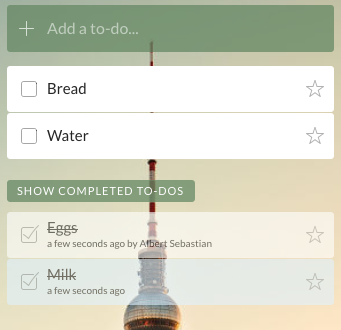 Add a to-do...
Bread
Water
SHOW COMPLETED TO-DOS
Eggs
a few seconds ago by Albert Sebastian
Milk
a few seconds ago